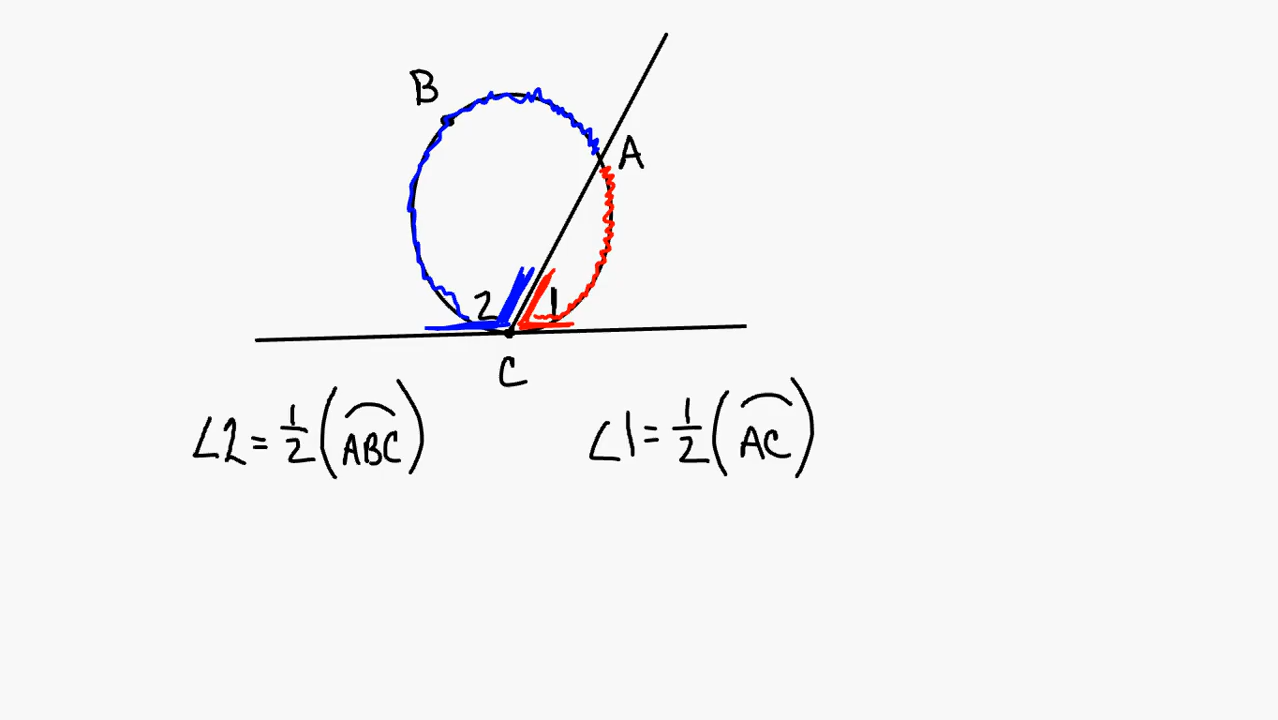 B
A
2 1
C
∠2 = 1/2 (⌒ABC) ∠1 = 1/2 (⌒AC)